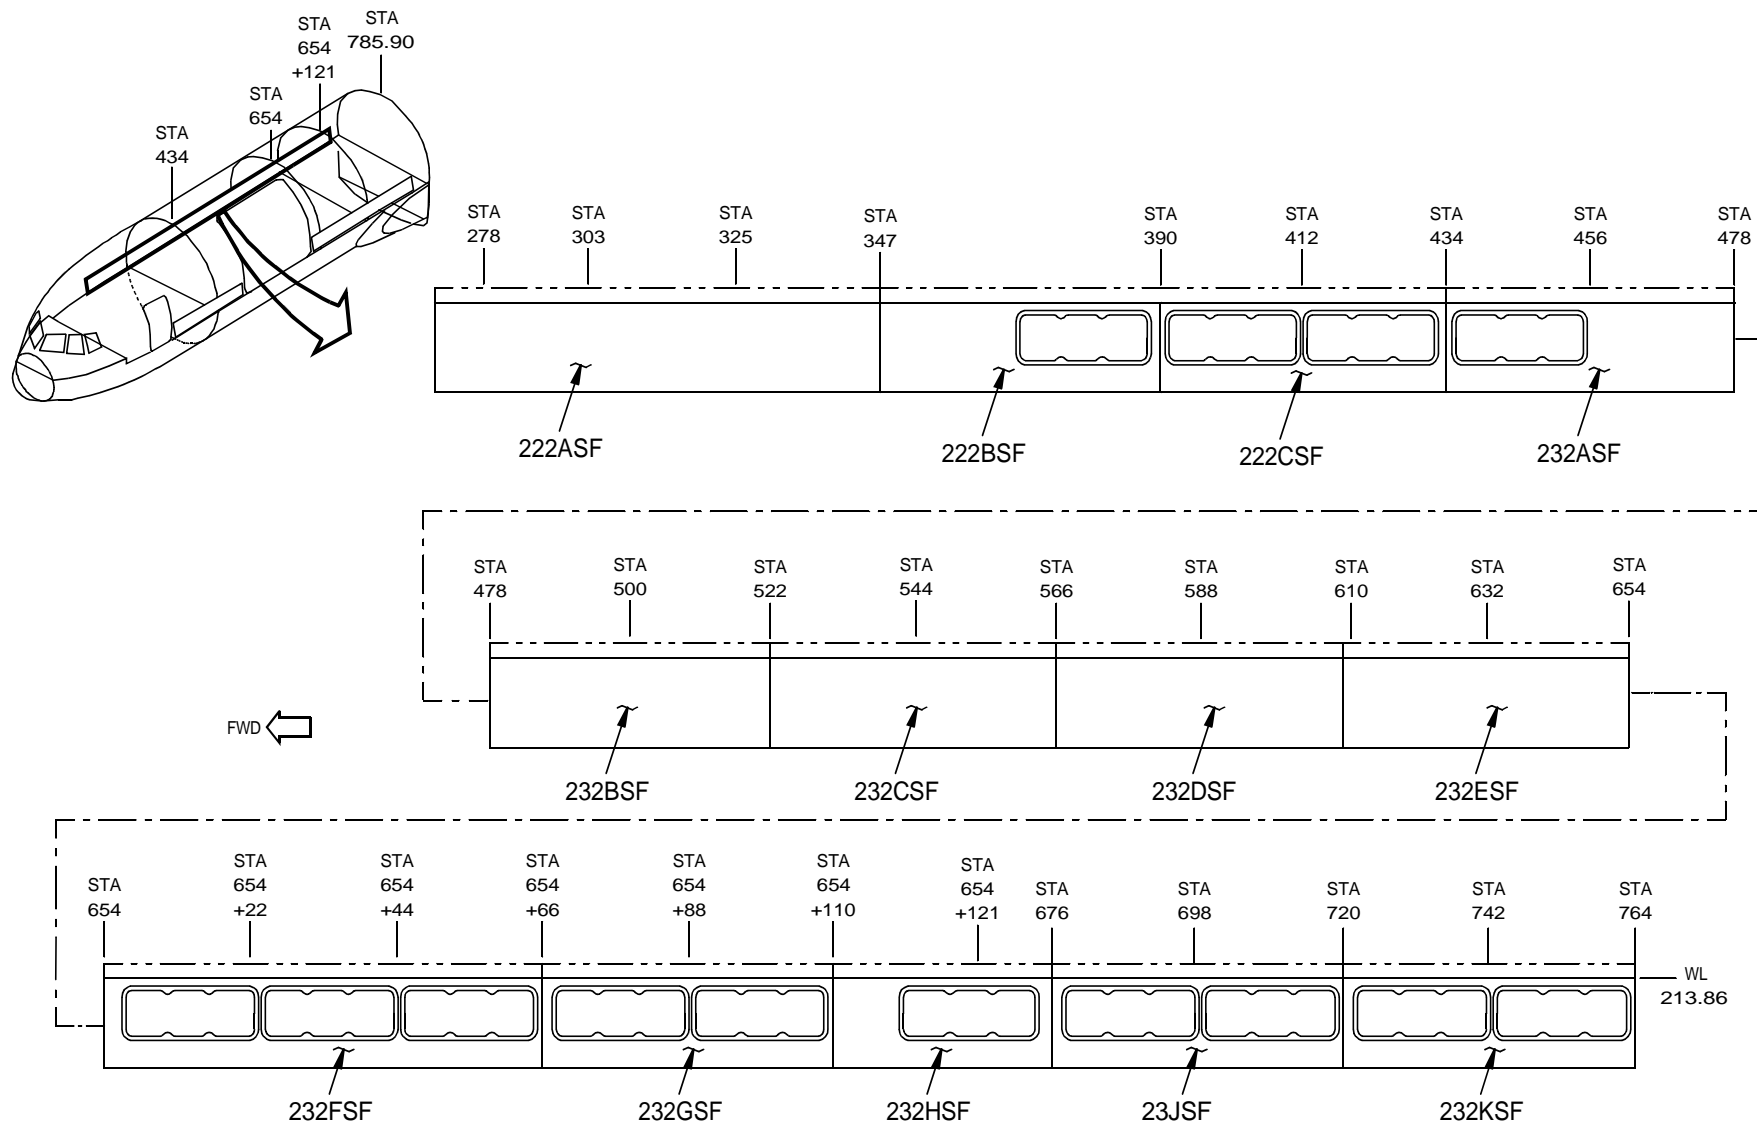 STA
785.90
STA
654
+121
STA
654
STA
434
STA
278
STA
303
STA
325
STA
347
STA
390
STA
412
STA
434
STA
456
STA
478
222ASF
222BSF
222CSF
232ASF
STA
478
STA
500
STA
522
STA
544
STA
566
STA
588
STA
610
STA
632
STA
654
FWD
232BSF
232CSF
232DSF
232ESF
STA
654
STA
654
+22
STA
654
+44
STA
654
+66
STA
654
+88
STA
654
+110
STA
654
+121
STA
676
STA
698
STA
720
STA
742
STA
764
WL
213.86
232FSF
232GSF
232HSF
23JSF
232KSF